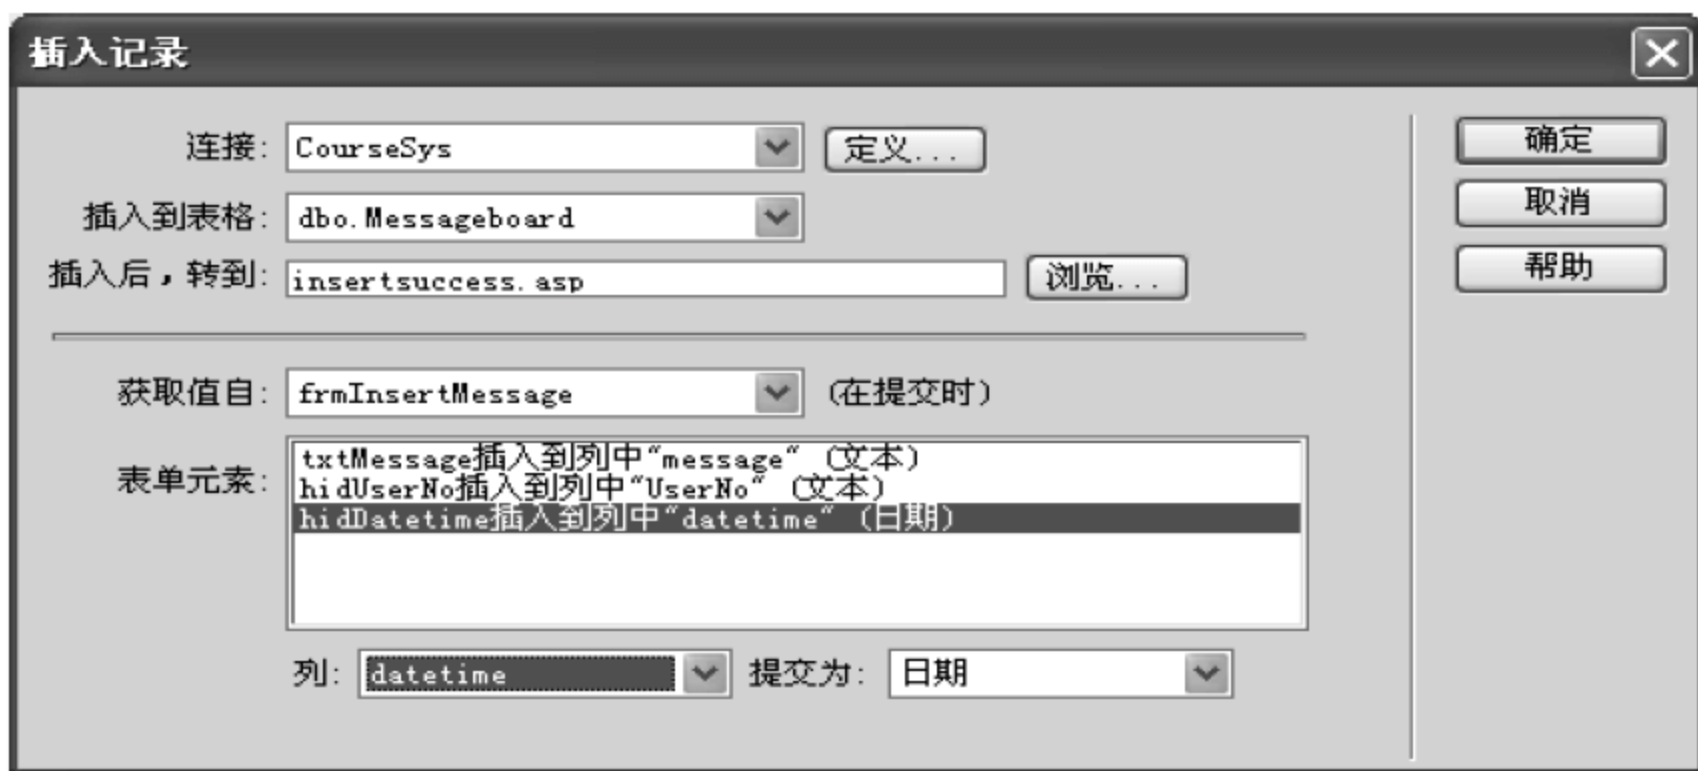 插入记录
连接: CourseSys 定义...
确定
插入到表格: dbo.Messageboard
取消
插入后,转到: insertsuccess.asp 浏览...
帮助
获取值自: frmInsertMessage (在提交时)
表单元素:
txtMessage插入到列中"message" (文本)
hidUserNo插入到列中"UserNo" (文本)
hidDatetime插入到列中"datetime" (日期)
列: datetime 提交为: 日期